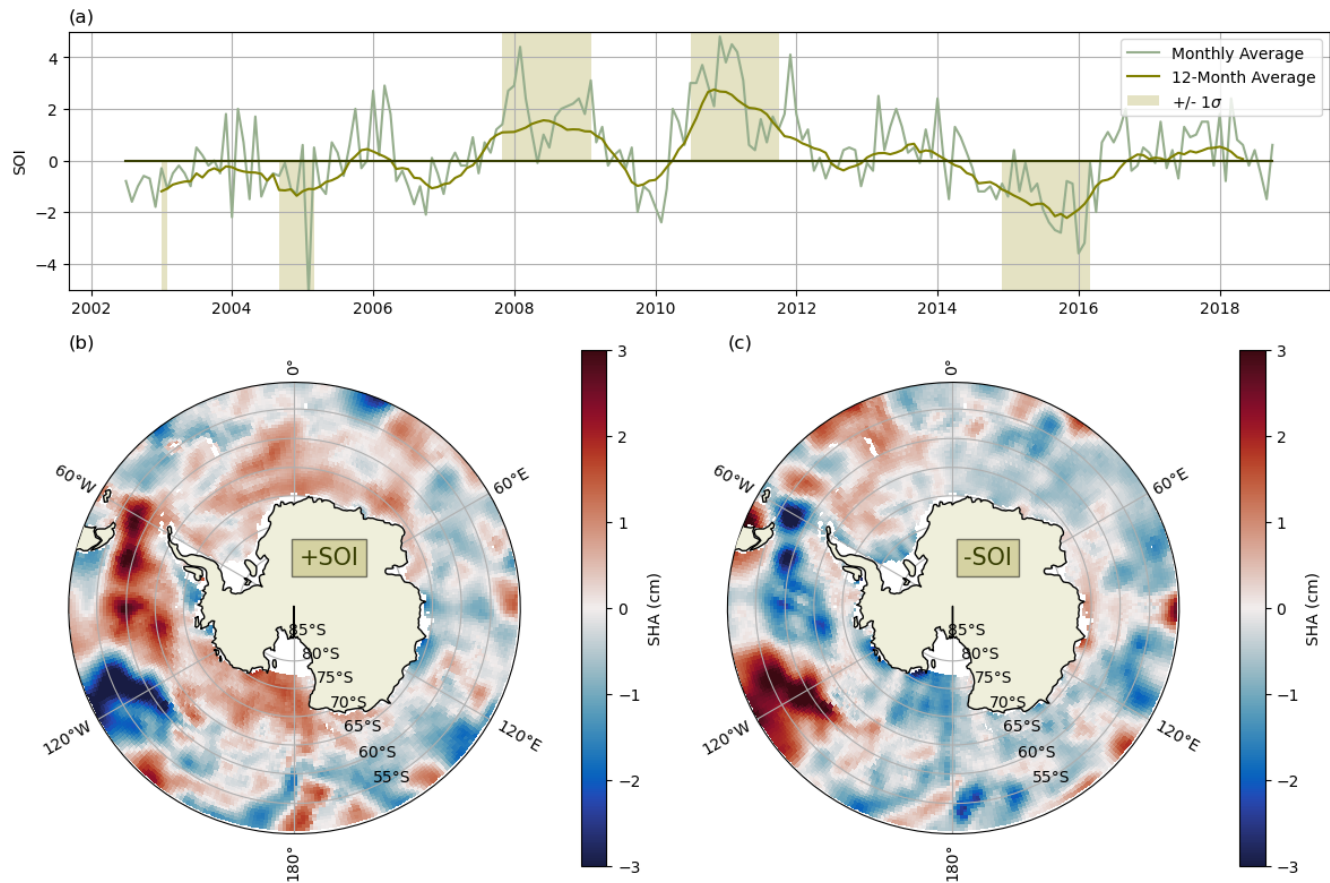 (a)
SOI
4
2
0
−2
−4
Monthly Average
12-Month Average
+/- 1σ
2002 2004 2006 2008 2010 2012 2014 2016 2018
(b)
0°
60°W
60°E
+SOI
85°S
80°S
75°S
70°S
65°S
60°S
55°S
120°W
120°E
180°
3
2
1
0
−1
−2
−3
SHA (cm)
(c)
0°
60°W
60°E
-SOI
85°S
80°S
75°S
70°S
65°S
60°S
55°S
120°W
120°E
180°
3
2
1
0
−1
−2
−3
SHA (cm)